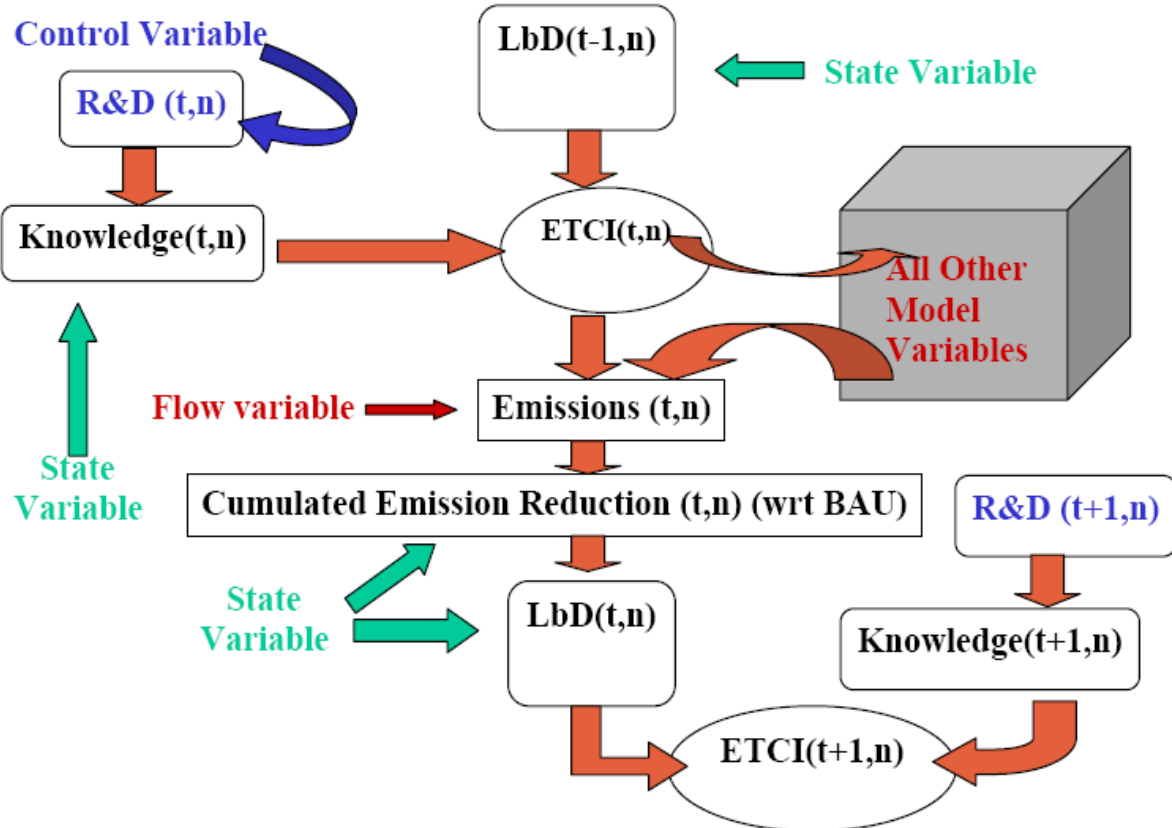 Control Variable
R&D (t,n)
LbD(t-1,n)
State Variable
Knowledge(t,n)
ETCI(t,n)
All Other
Model
Variables
Flow variable
Emissions (t,n)
State
Variable
Cumulated Emission Reduction (t,n) (wrt BAU)
R&D (t+1,n)
State
Variable
LbD(t,n)
Knowledge(t+1,n)
ETCI(t+1,n)